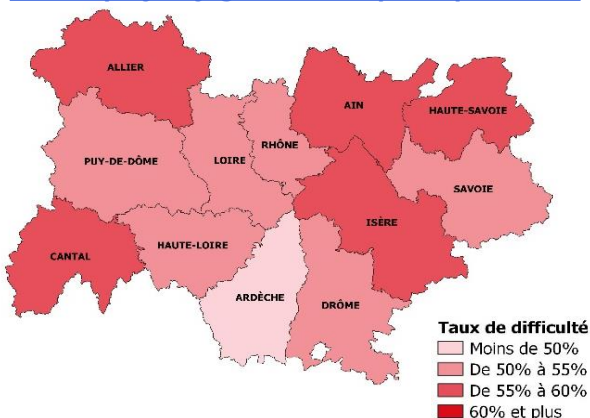 ALLIER
AIN
HAUTE-SAVOIE
RHÔNE
PUY-DE-DÔME
LOIRE
SAVOIE
ISÈRE
HAUTE-LOIRE
CANTAL
ARDÈCHE
DRÔME
Taux de difficulté
Moins de 50%
De 50% à 55%
De 55% à 60%
60% et plus